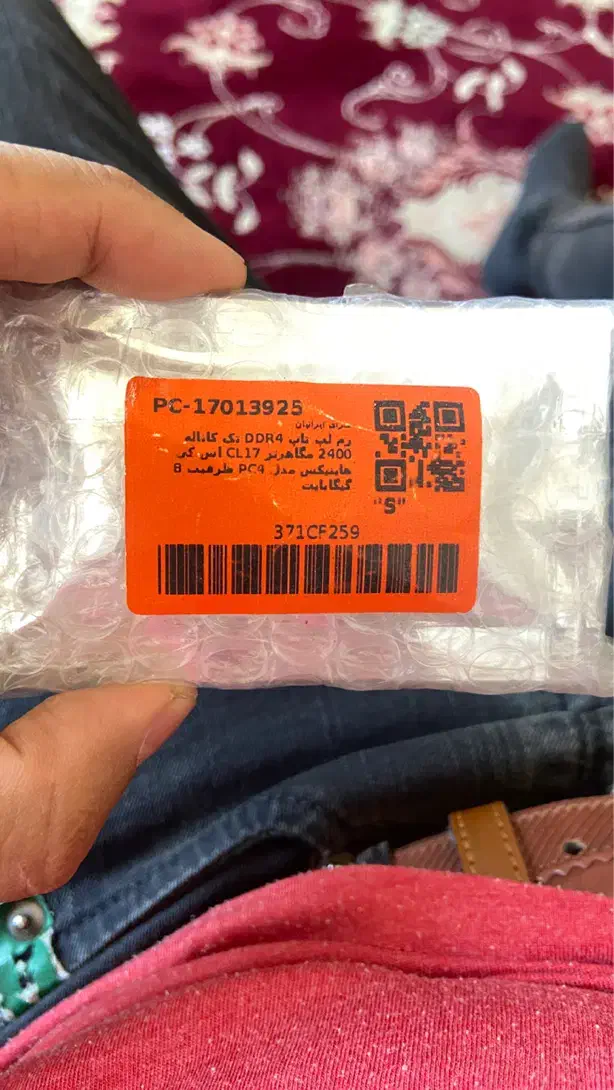 PC-17013925
سرای ایرانیان
رم لپ تاپ DDR4 تک کاناله
2400 مگاهرتز CL17 اس کی
هاینیکس مدل PC4 ظرفیت 8
گیگابایت
"S"
371CF259